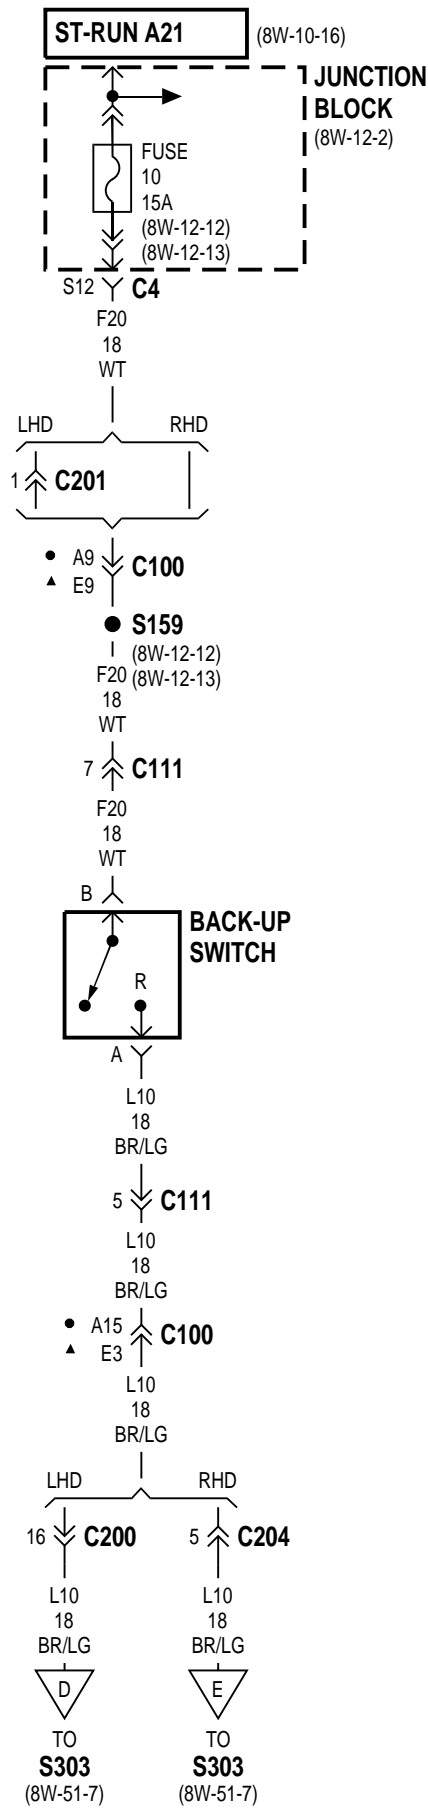 ST-RUN A21 (8W-10-16)
JUNCTION
BLOCK
(8W-12-2)
FUSE
10
15A
(8W-12-12)
(8W-12-13)
S12 C4
F20
18
WT
LHD RHD
1 C201
A9 C100
E9
S159
(8W-12-12)
F20 (8W-12-13)
18
WT
7 C111
F20
18
WT
B
BACK-UP
SWITCH
R
A
L10
18
BR/LG
5 C111
L10
18
BR/LG
A15 C100
E3
L10
18
BR/LG
LHD RHD
16 C200 5 C204
L10 L10
18 18
BR/LG BR/LG
D E
TO TO
S303 S303
(8W-51-7) (8W-51-7)